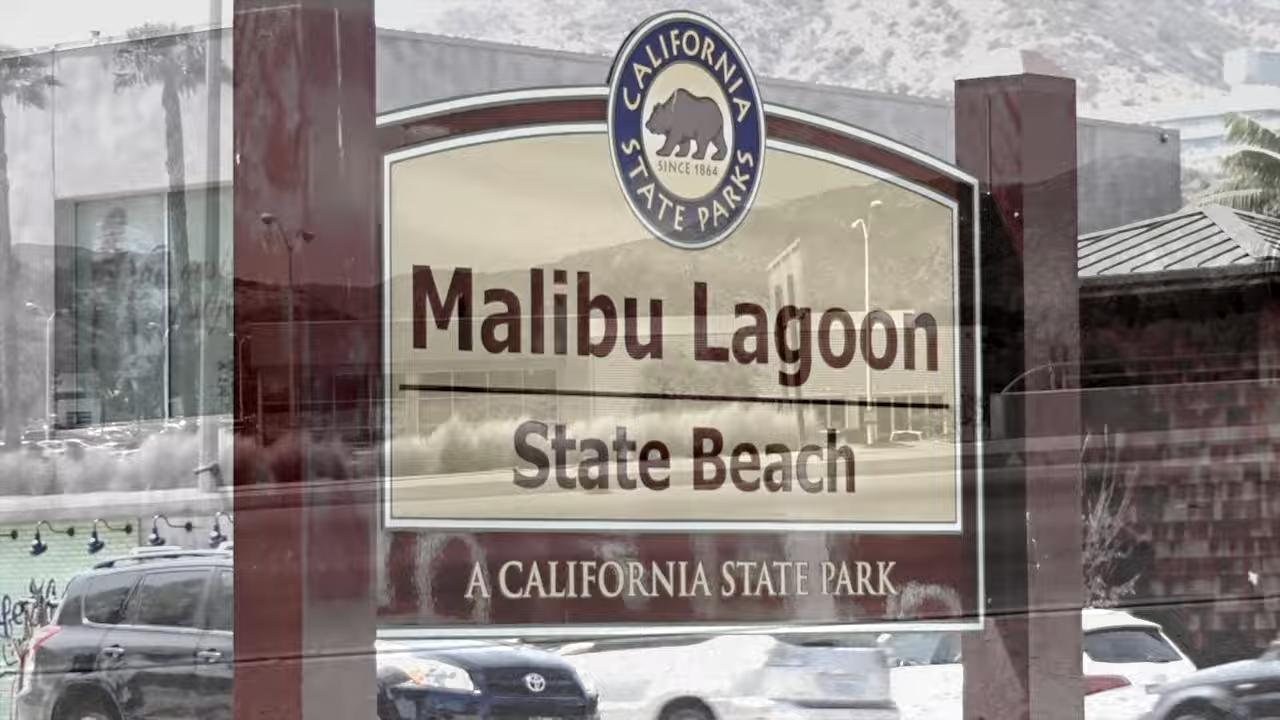 CALIFORNIA
SINCE 1864
STATE PARKS
Malibu Lagoon
State Beach
A CALIFORNIA STATE PARK